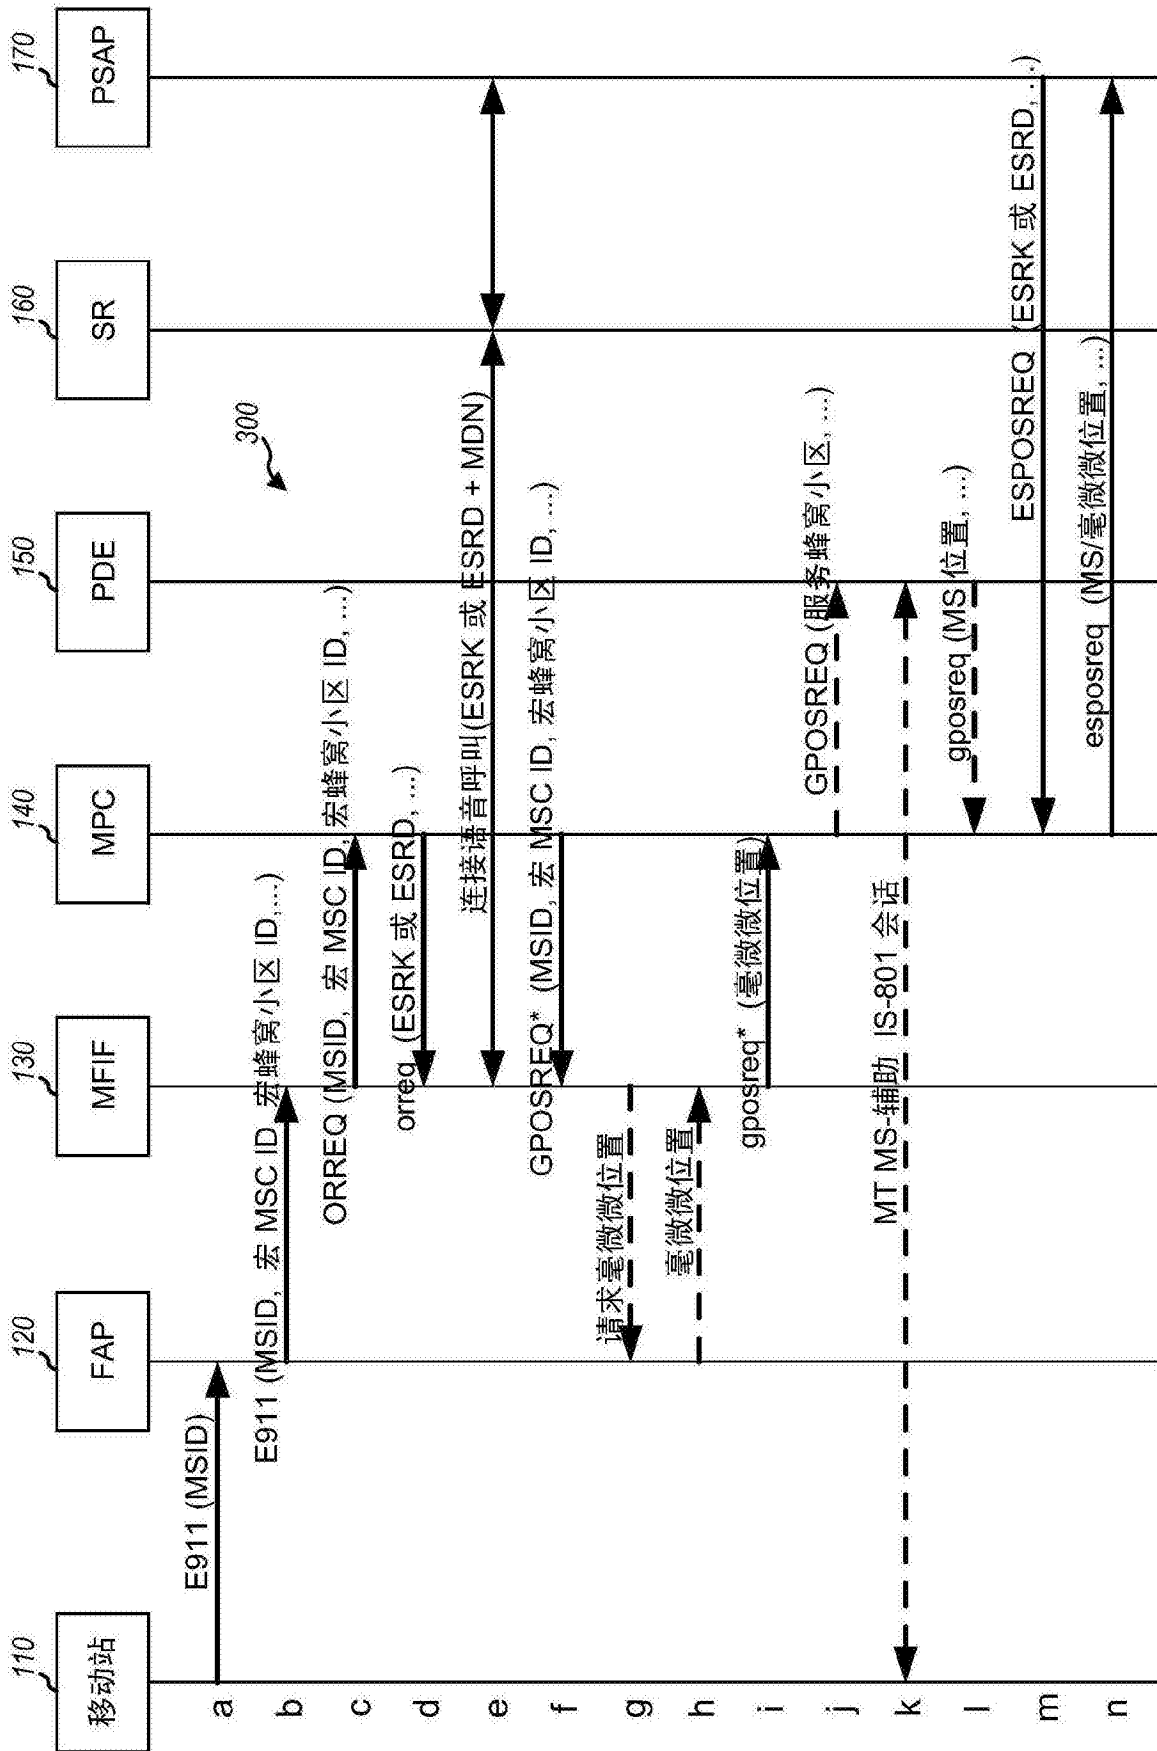 110
移动站
120
FAP
130
MFIF
140
MPC
150
PDE
160
SR
170
PSAP
300
a
E911 (MSID)
b
E911 (MSID, 宏 MSC ID 宏蜂窝小区 ID,...)
c
ORREQ (MSID, 宏 MSC ID, 宏蜂窝小区 ID, ...)
d
orreq (ESRK 或 ESRD, ...)
e
连接语音呼叫(ESRK 或 ESRD + MDN)
f
GPOSREQ* (MSID, 宏 MSC ID, 宏蜂窝小区 ID, ...)
g
请求毫微微位置
h
毫微微位置
i
gposreq* (毫微微位置)
j
GPOSREQ (服务蜂窝小区, ...)
k
MT MS-辅助 IS-801 会话
l
gposreq (MS 位置, ...)
m
ESPOSREQ (ESRK 或 ESRD, ...)
n
esposreq (MS/毫微微位置, ...)